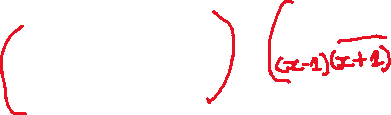 ( ) ( (x-1)(x+1)